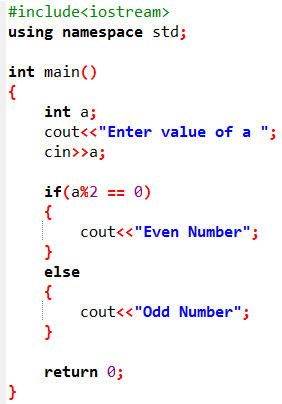 #include<iostream>
using namespace std;

int main()
{
    int a;
    cout<<"Enter value of a ";
    cin>>a;

    if(a%2 == 0)
    {
        cout<<"Even Number";
    }
    else
    {
        cout<<"Odd Number";
    }

    return 0;
}